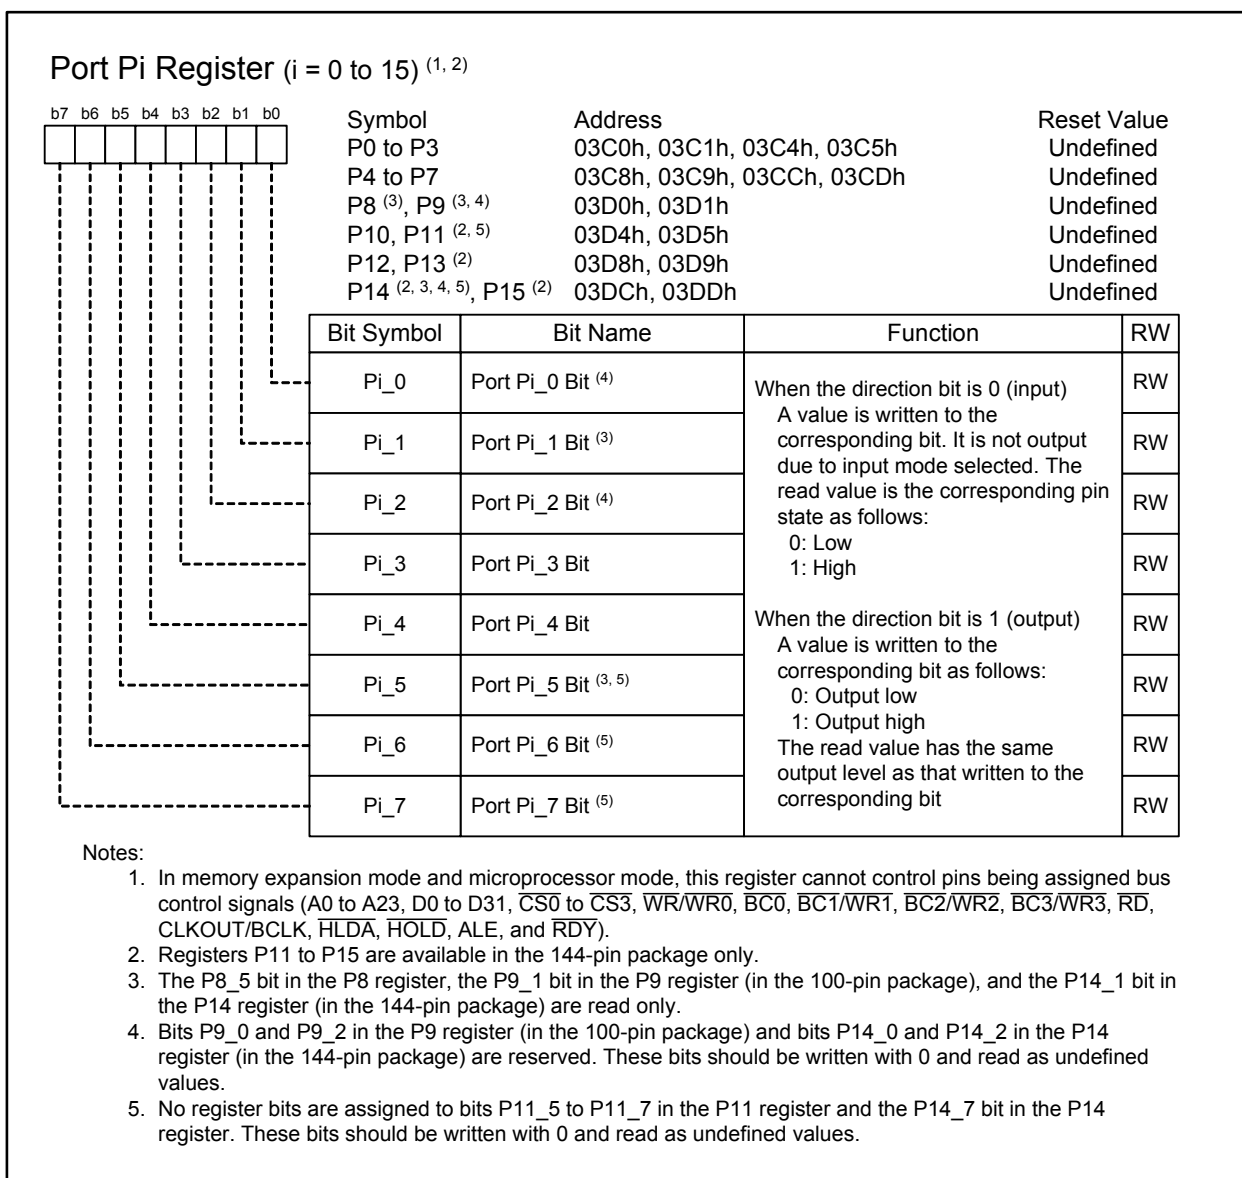 Port Pi Register (i = 0 to 15) (1, 2)
b7 b6 b5 b4 b3 b2 b1 b0
Symbol Address Reset Value
P0 to P3 03C0h, 03C1h, 03C4h, 03C5h Undefined
P4 to P7 03C8h, 03C9h, 03CCh, 03CDh Undefined
P8 (3), P9 (3, 4) 03D0h, 03D1h Undefined
P10, P11 (2, 5) 03D4h, 03D5h Undefined
P12, P13 (2) 03D8h, 03D9h Undefined
P14 (2, 3, 4, 5), P15 (2) 03DCh, 03DDh Undefined
Bit Symbol Bit Name Function RW
Pi_0 Port Pi_0 Bit (4) RW
Pi_1 Port Pi_1 Bit (3) RW
Pi_2 Port Pi_2 Bit (4) RW
Pi_3 Port Pi_3 Bit RW
Pi_4 Port Pi_4 Bit RW
Pi_5 Port Pi_5 Bit (3, 5) RW
Pi_6 Port Pi_6 Bit (5) RW
Pi_7 Port Pi_7 Bit (5) RW
When the direction bit is 0 (input)
A value is written to the
corresponding bit. It is not output
due to input mode selected. The
read value is the corresponding pin
state as follows:
0: Low
1: High
When the direction bit is 1 (output)
A value is written to the
corresponding bit as follows:
0: Output low
1: Output high
The read value has the same
output level as that written to the
corresponding bit
Notes:
1. In memory expansion mode and microprocessor mode, this register cannot control pins being assigned bus
control signals (A0 to A23, D0 to D31, CS0 to CS3, WR/WR0, BC0, BC1/WR1, BC2/WR2, BC3/WR3, RD,
CLKOUT/BCLK, HLDA, HOLD, ALE, and RDY).
2. Registers P11 to P15 are available in the 144-pin package only.
3. The P8_5 bit in the P8 register, the P9_1 bit in the P9 register (in the 100-pin package), and the P14_1 bit in
the P14 register (in the 144-pin package) are read only.
4. Bits P9_0 and P9_2 in the P9 register (in the 100-pin package) and bits P14_0 and P14_2 in the P14
register (in the 144-pin package) are reserved. These bits should be written with 0 and read as undefined
values.
5. No register bits are assigned to bits P11_5 to P11_7 in the P11 register and the P14_7 bit in the P14
register. These bits should be written with 0 and read as undefined values.